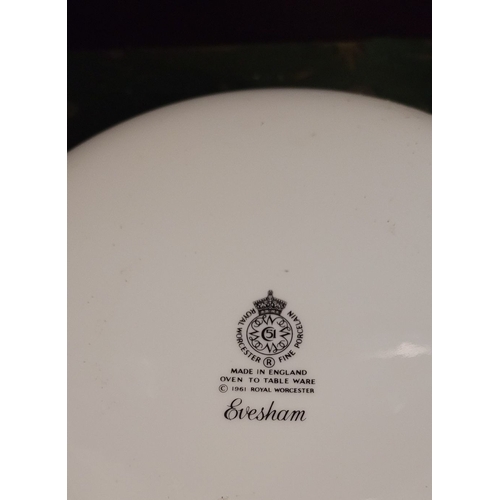 ROYAL WORCESTER FINE PORCELAIN
51
®
MADE IN ENGLAND
OVEN TO TABLE WARE
© 1961 ROYAL WORCESTER
Evesham